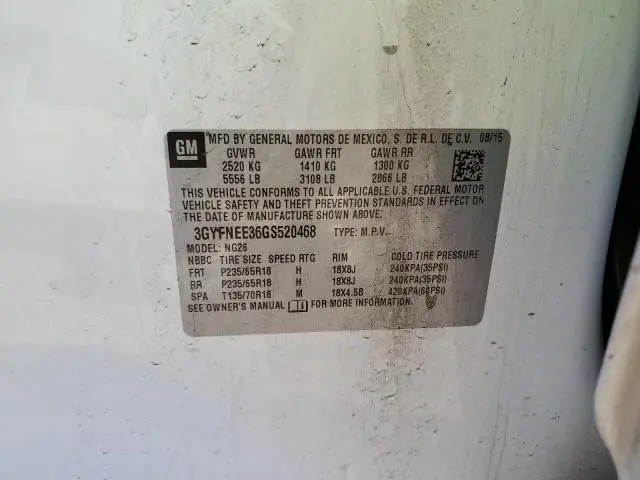 GM
MFD BY GENERAL MOTORS DE MEXICO, S. DE R.L. DE C.V. 08/15
GVWR GAWR FRT GAWR RR
2520 KG 1410 KG 1300 KG
5556 LB 3108 LB 2866 LB
THIS VEHICLE CONFORMS TO ALL APPLICABLE U.S. FEDERAL MOTOR
VEHICLE SAFETY AND THEFT PREVENTION STANDARDS IN EFFECT ON
THE DATE OF MANUFACTURE SHOWN ABOVE.
3GYFNEE36GS520468 TYPE: M.P.V.
MODEL: NG26
NBBC TIRE SIZE SPEED RTG RIM COLD TIRE PRESSURE
FRT P235/65R18 H 18X8J 240KPA(35PSI)
RR P235/65R18 H 18X8J 240KPA(35PSI)
SPA T135/70R18 M 18X4.5B 420KPA(60PSI)
SEE OWNER'S MANUAL FOR MORE INFORMATION.